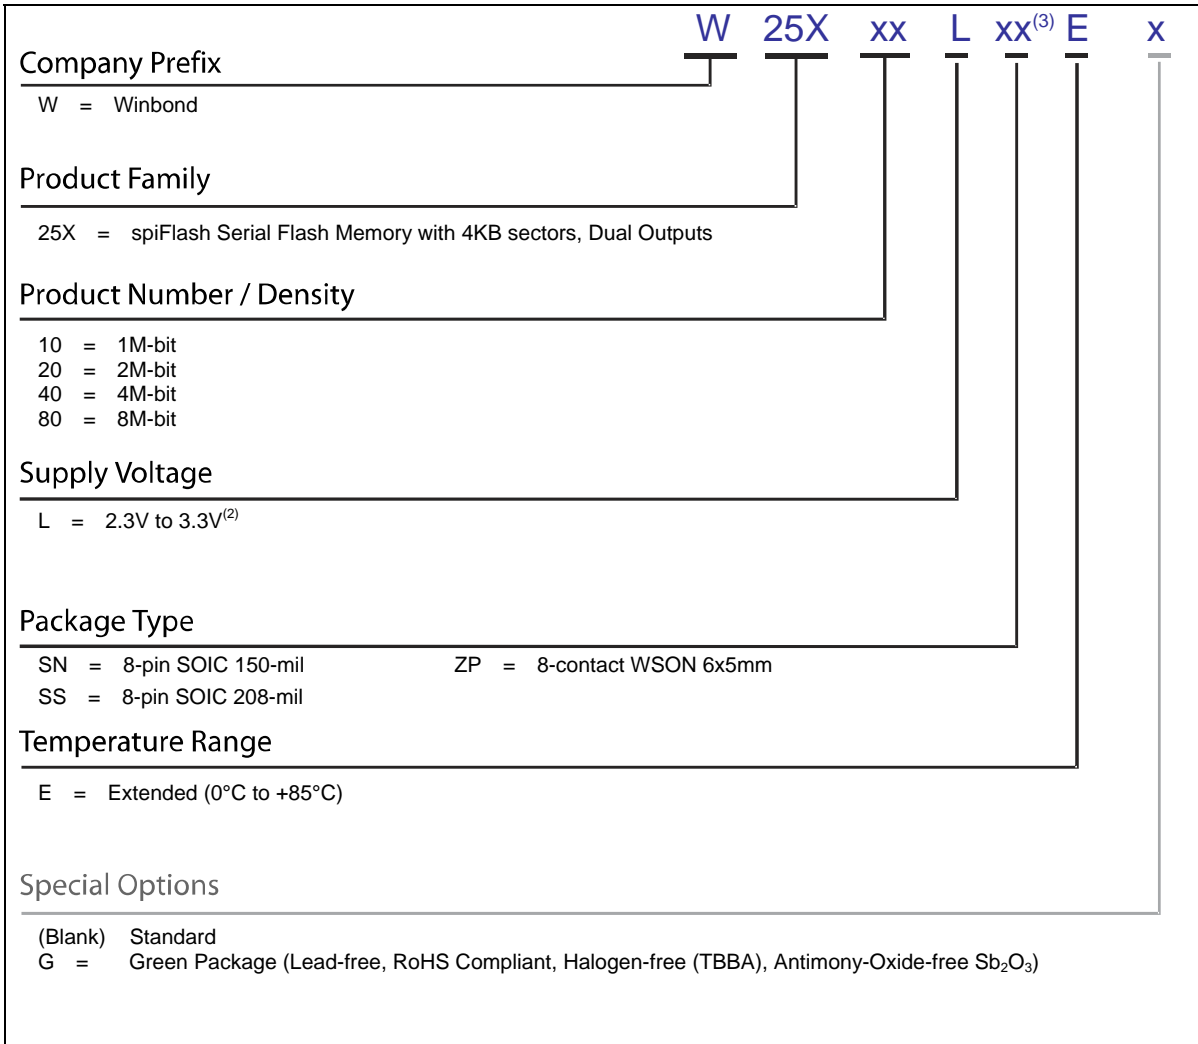 W 25X xx L xx(3) E x
Company Prefix
W = Winbond
Product Family
25X = spiFlash Serial Flash Memory with 4KB sectors, Dual Outputs
Product Number / Density
10 = 1M-bit
20 = 2M-bit
40 = 4M-bit
80 = 8M-bit
Supply Voltage
L = 2.3V to 3.3V(2)
Package Type
SN = 8-pin SOIC 150-mil ZP = 8-contact WSON 6x5mm
SS = 8-pin SOIC 208-mil
Temperature Range
E = Extended (0°C to +85°C)
Special Options
(Blank) Standard
G = Green Package (Lead-free, RoHS Compliant, Halogen-free (TBBA), Antimony-Oxide-free Sb₂O₃)